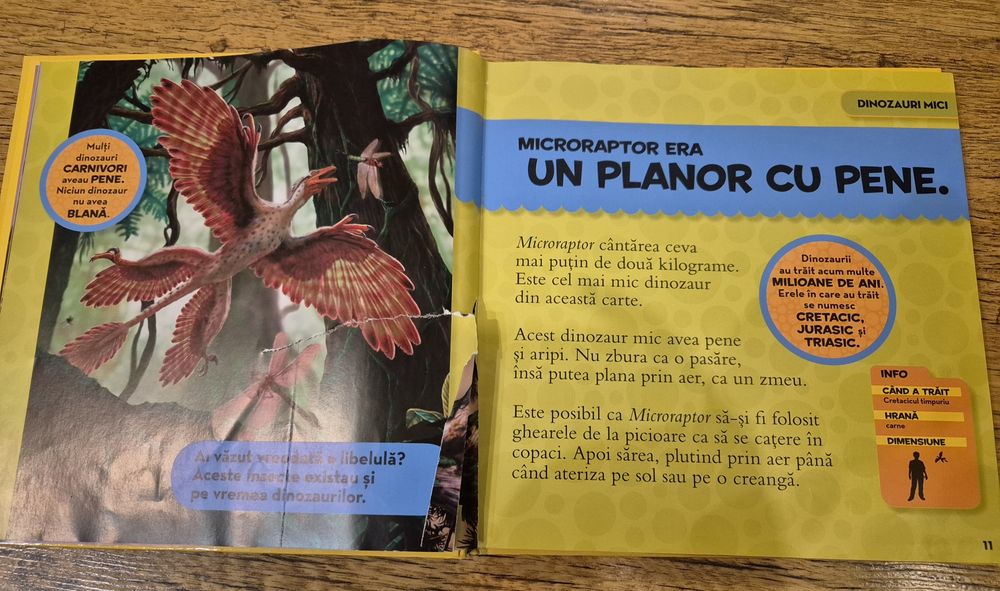 Mulți
dinozauri
CARNIVORI
aveau PENE.
Niciun dinozaur
nu avea
BLANĂ.
Ai văzut vreodată o libelulă?
Aceste insecte existau și
pe vremea dinozaurilor.
DINOZAURI MICI
MICRORAPTOR ERA
UN PLANOR CU PENE.
Microraptor cântărea ceva
mai puțin de două kilograme.
Este cel mai mic dinozaur
din această carte.
Acest dinozaur mic avea pene
și aripi. Nu zbura ca o pasăre,
însă putea plana prin aer, ca un zmeu.
Este posibil ca Microraptor să-și fi folosit
ghearele de la picioare ca să se cațere în
copaci. Apoi sărea, plutind prin aer până
când ateriza pe sol sau pe o creangă.
Dinozaurii
au trăit acum multe
MILIOANE DE ANI.
Erele în care au trăit
se numesc
CRETACIC,
JURASIC și
TRIASIC.
INFO
CÂND A TRĂIT
Cretacicul timpuriu
HRANĂ
carne
DIMENSIUNE
11